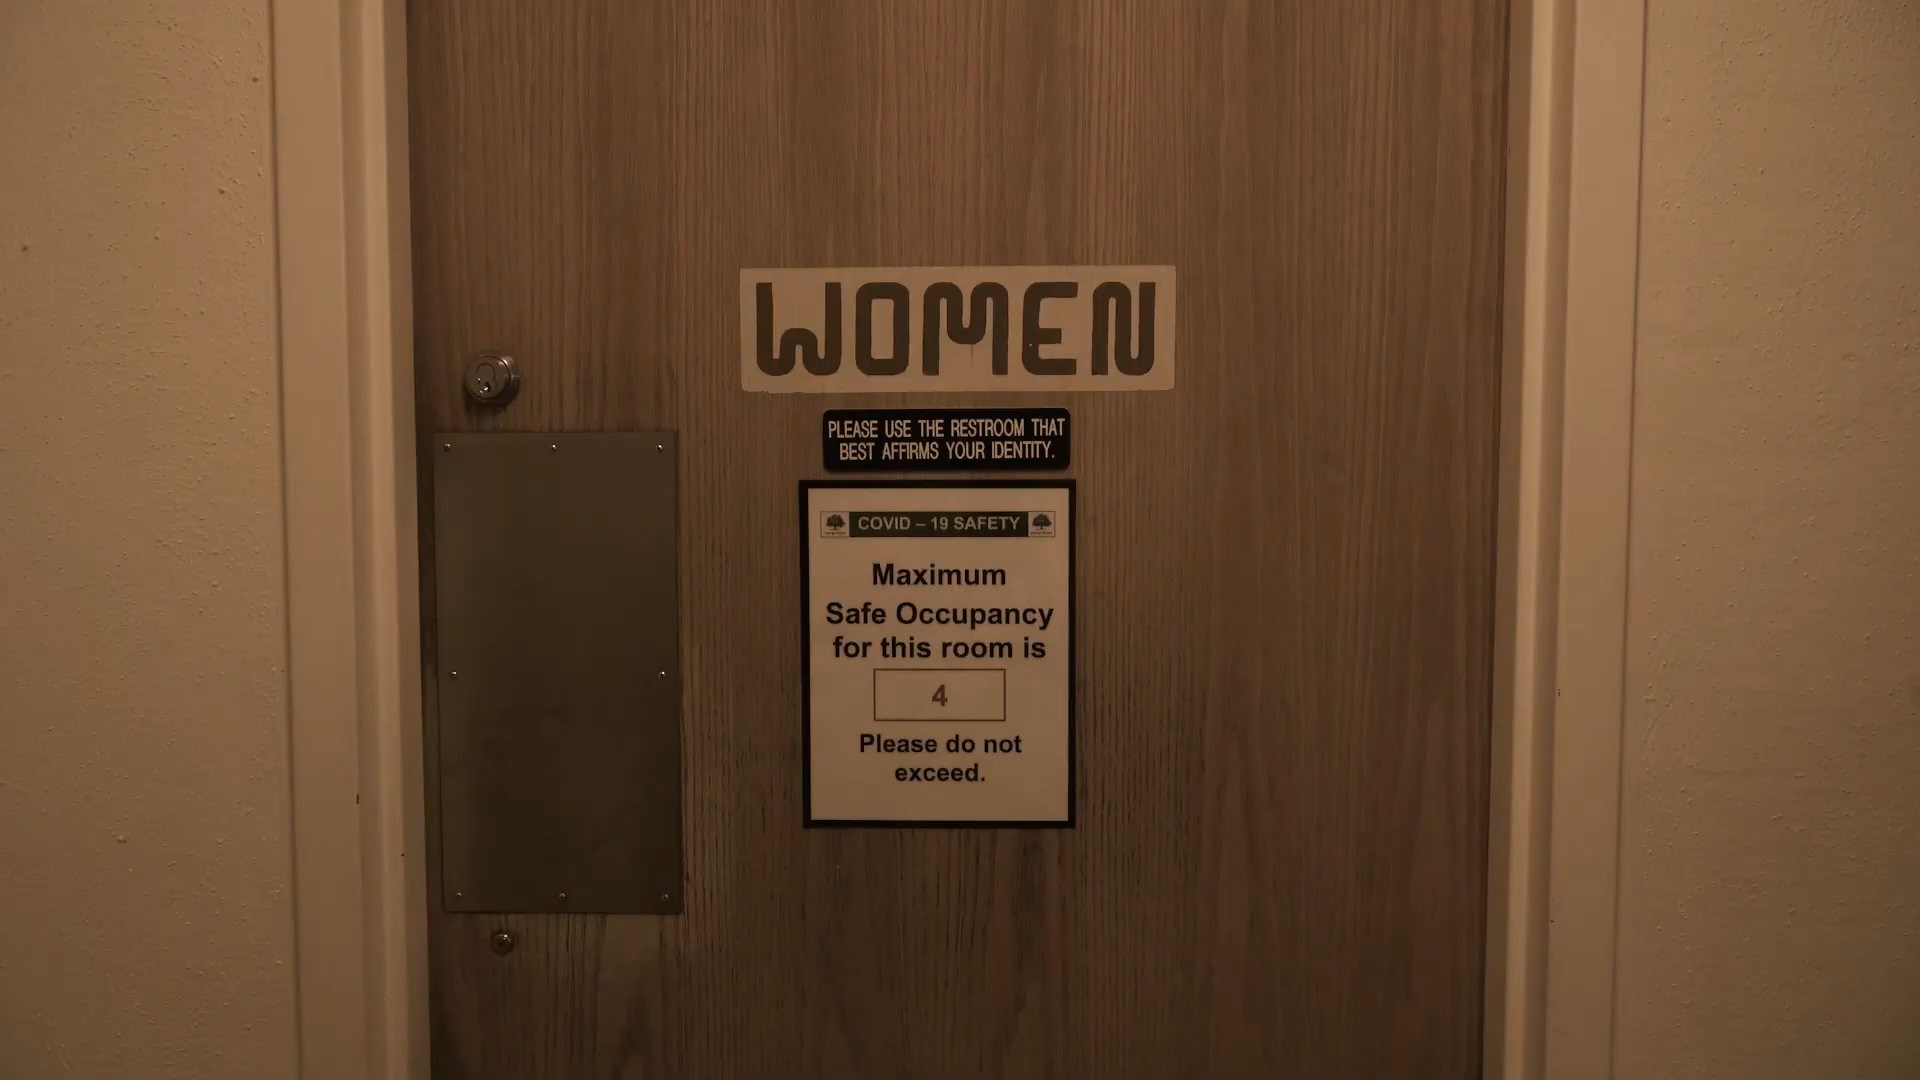 WOMEN
PLEASE USE THE RESTROOM THAT
BEST AFFIRMS YOUR IDENTITY.
COVID – 19 SAFETY
Maximum
Safe Occupancy
for this room is
4
Please do not
exceed.